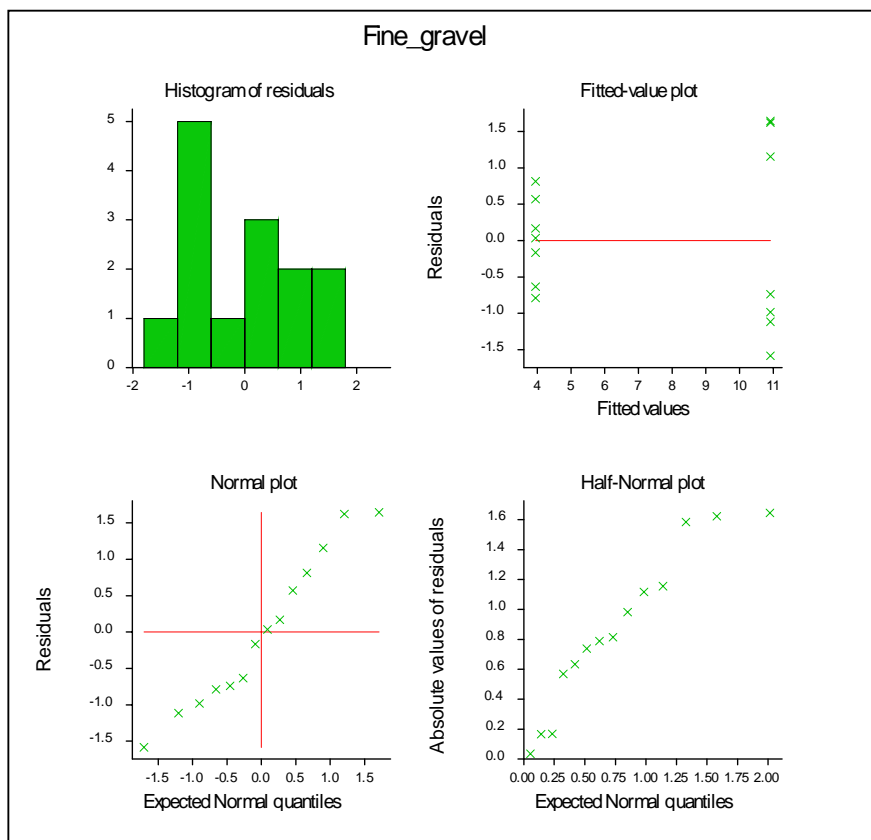 Fine_gravel
Histogram of residuals
5
4
3
2
1
0
-2 -1 0 1 2
Fitted-value plot
Residuals
1.5
1.0
0.5
0.0
-0.5
-1.0
-1.5
4 5 6 7 8 9 10 11
Fitted values
Normal plot
Residuals
1.5
1.0
0.5
0.0
-0.5
-1.0
-1.5
-1.5 -1.0 -0.5 0.0 0.5 1.0 1.5
Expected Normal quantiles
Half-Normal plot
Absolute values of residuals
1.6
1.4
1.2
1.0
0.8
0.6
0.4
0.2
0.0
0.00 0.25 0.50 0.75 1.00 1.25 1.50 1.75 2.00
Expected Normal quantiles